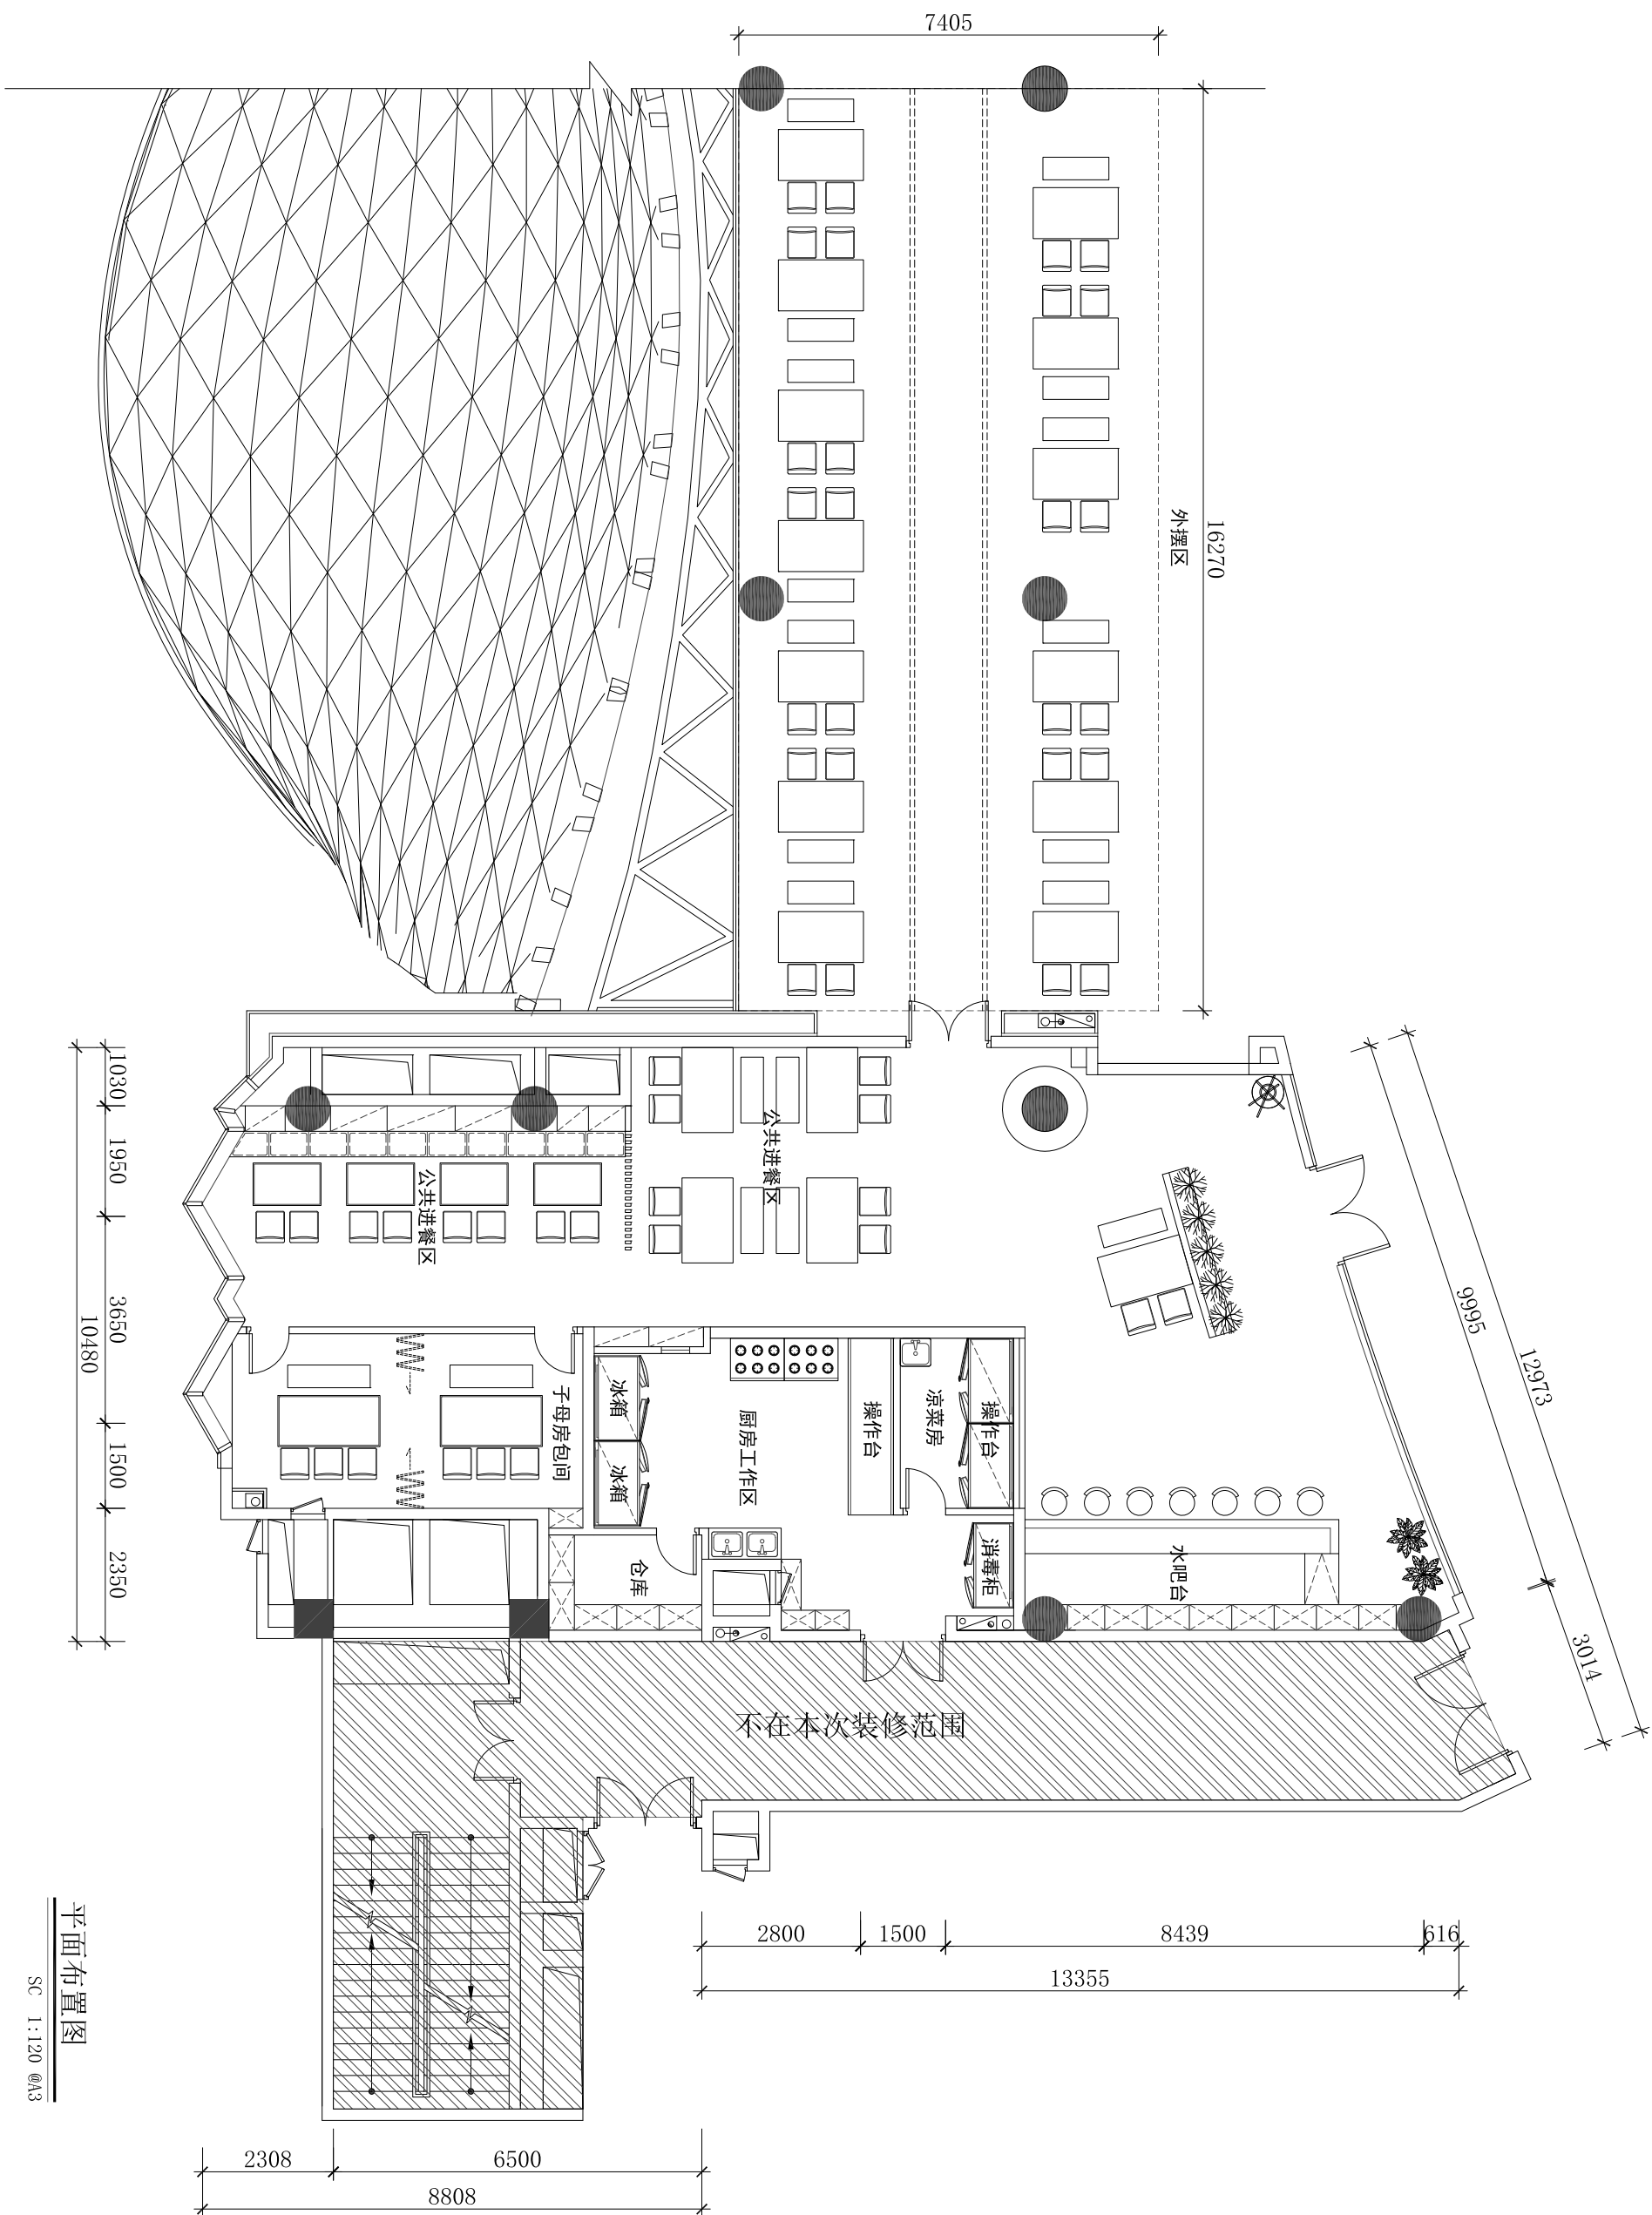 7405
16270
外摆区
1030
1950
3650
1500
2350
10480
公共进餐区
公共进餐区
9995
12973
3014
子母房包间
冰箱
冰箱
厨房工作区
操作台
凉菜房
操作台
消毒柜
仓库
水吧台
不在本次装修范围
2800
1500
8439
616
13355
2308
6500
8808
平面布置图
SC 1:120 @A3